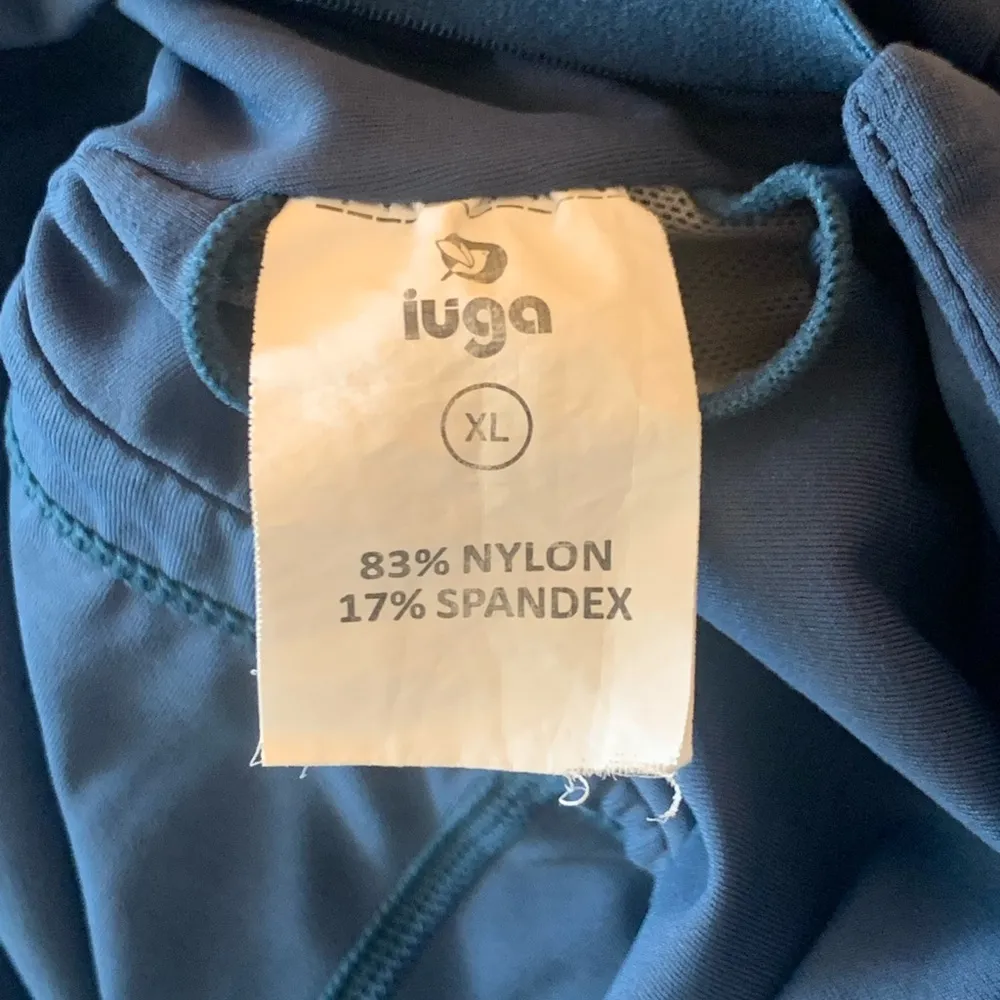 iuga
XL
83% NYLON
17% SPANDEX